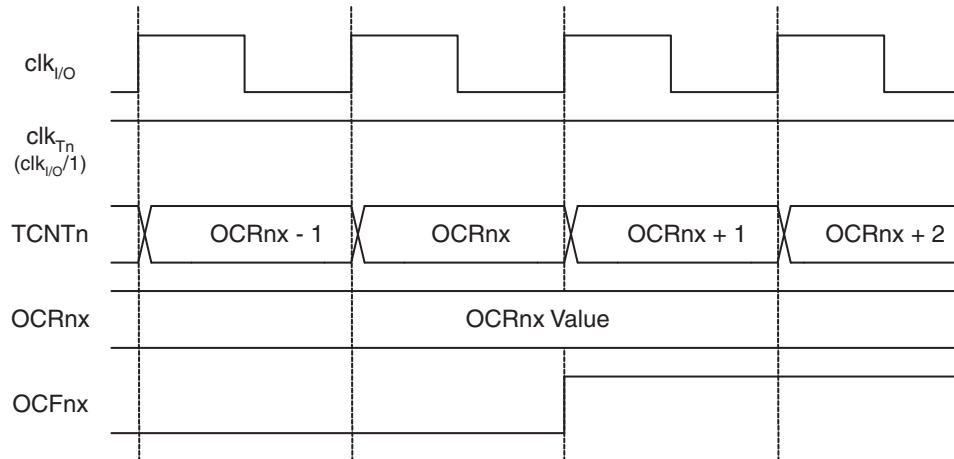 clkI/O
clkTn
(clkI/O/1)
TCNTn OCRnx - 1 OCRnx OCRnx + 1 OCRnx + 2
OCRnx OCRnx Value
OCFnx